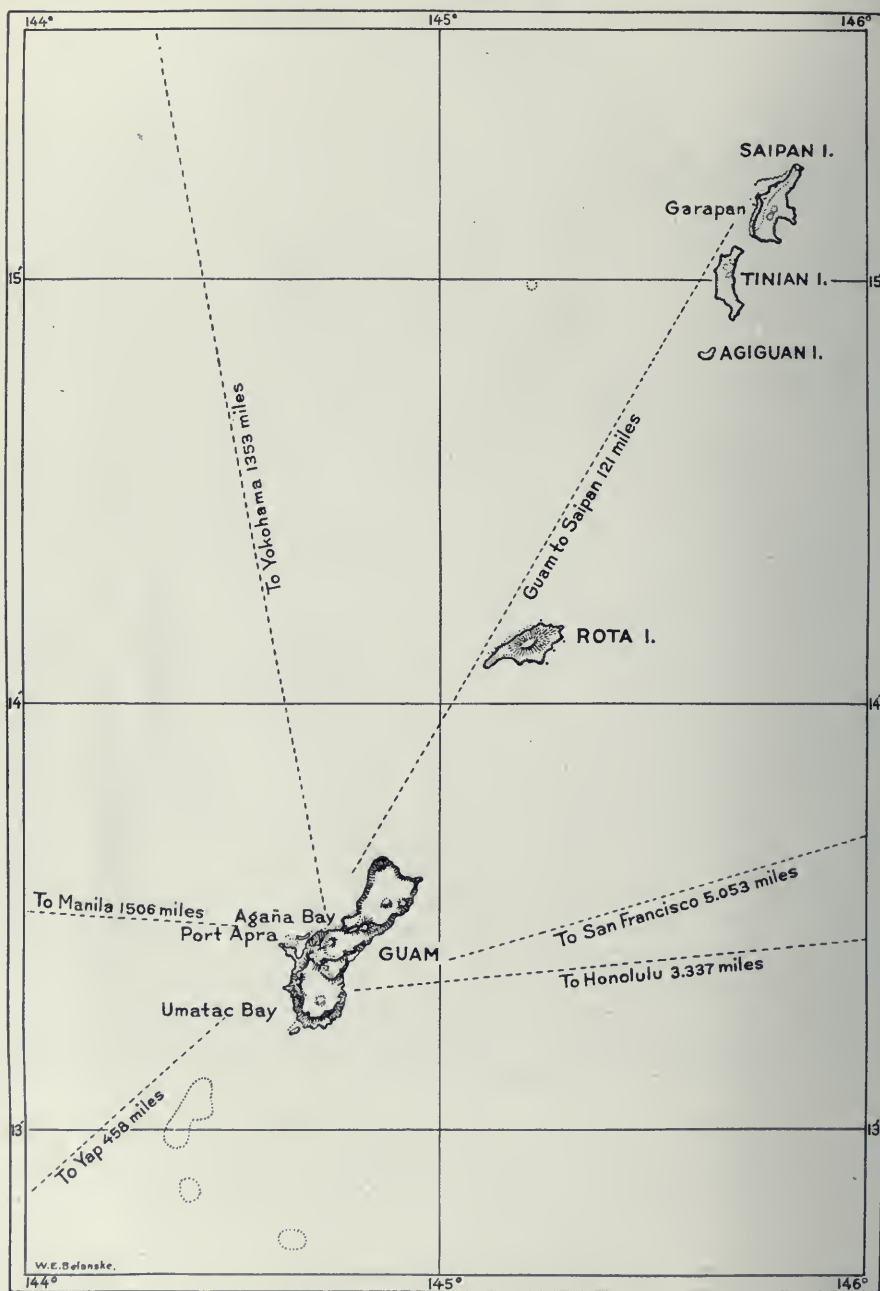 144°
145°
146°
SAIPAN I.
Garapan
15
TINIAN I.
15
AGIGUAN I.
To Yokohama 1353 miles
Guam to Saipan 121 miles
ROTA I.
14
14
To Manila 1506 miles
Agaña Bay
Port Apra
GUAM
To San Francisco 5.053 miles
To Honolulu 3.337 miles
Umatac Bay
13
13
To Yap 458 miles
W.E.Belanske.
144°
145°
146°